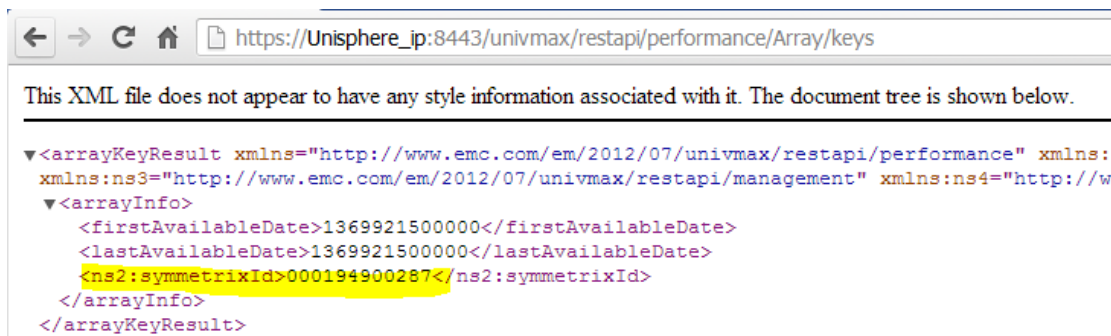 https://Unisphere_ip:8443/univmax/restapi/performance/Array/keys
This XML file does not appear to have any style information associated with it. The document tree is shown below.
▼<arrayKeyResult xmlns="http://www.emc.com/em/2012/07/univmax/restapi/performance" xmlns:
xmlns:ns3="http://www.emc.com/em/2012/07/univmax/restapi/management" xmlns:ns4="http://w
▼<arrayInfo>
<firstAvailableDate>1369921500000</firstAvailableDate>
<lastAvailableDate>1369921500000</lastAvailableDate>
<ns2:symmetrixId>000194900287</ns2:symmetrixId>
</arrayInfo>
</arrayKeyResult>